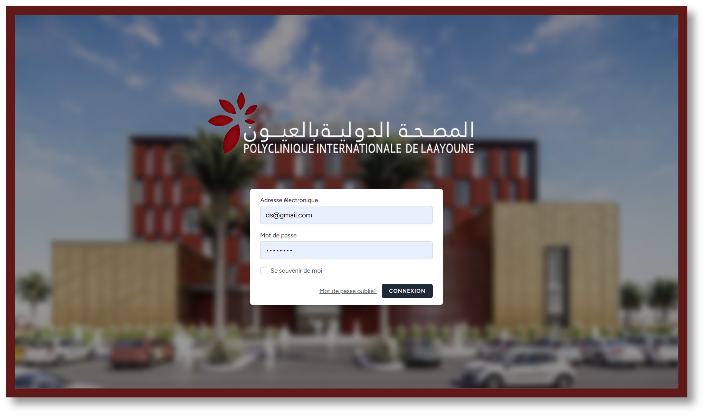 المصحة الدولية بالعيون
POLYCLINIQUE INTERNATIONALE DE LAAYOUNE
Adresse électronique
ds@gmail.com
Mot de passe
••••••••
Se souvenir de moi
Mot de passe oublié?
CONNEXION